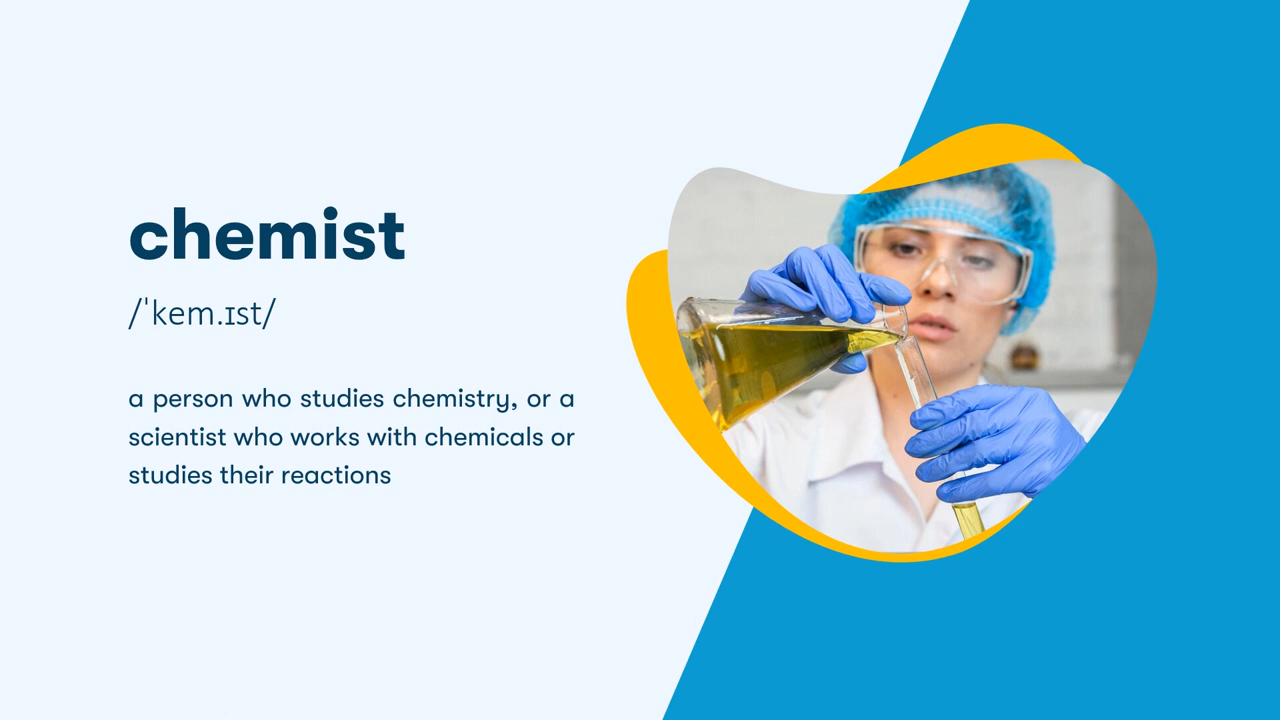 chemist
/ˈkem.ɪst/
a person who studies chemistry, or a
scientist who works with chemicals or
studies their reactions